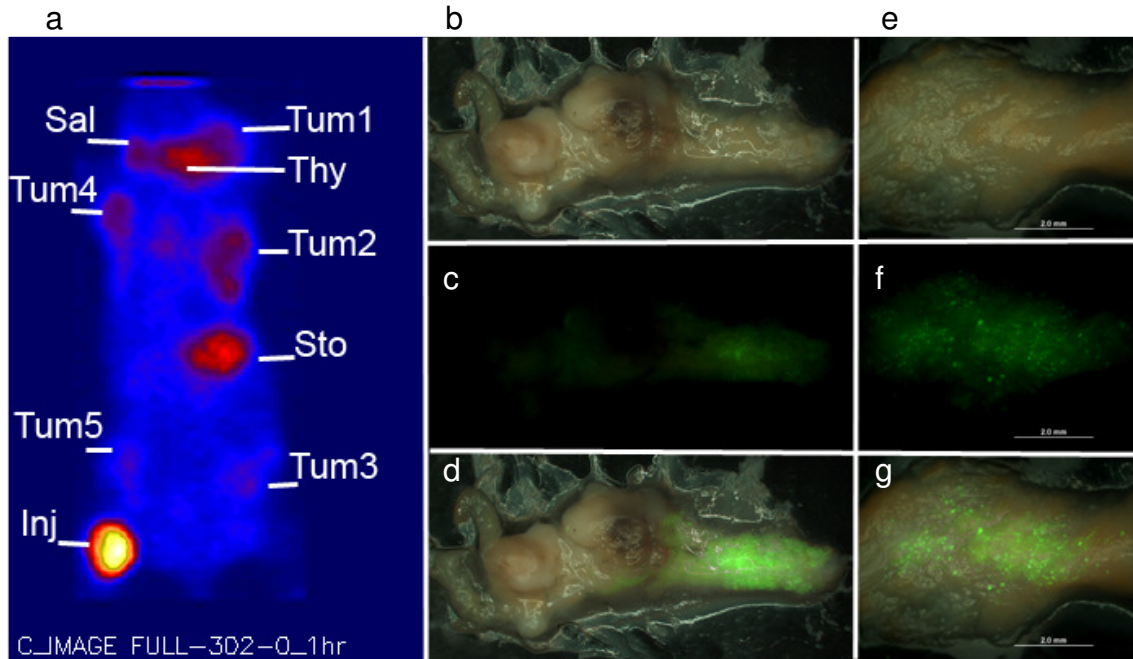 a
b
e
Sal
Tum1
Thy
Tum4
Tum2
Sto
Tum5
Tum3
Inj
C_IMAGE FULL-302-0_1hr
2.0 mm
c
f
2.0 mm
d
g
2.0 mm